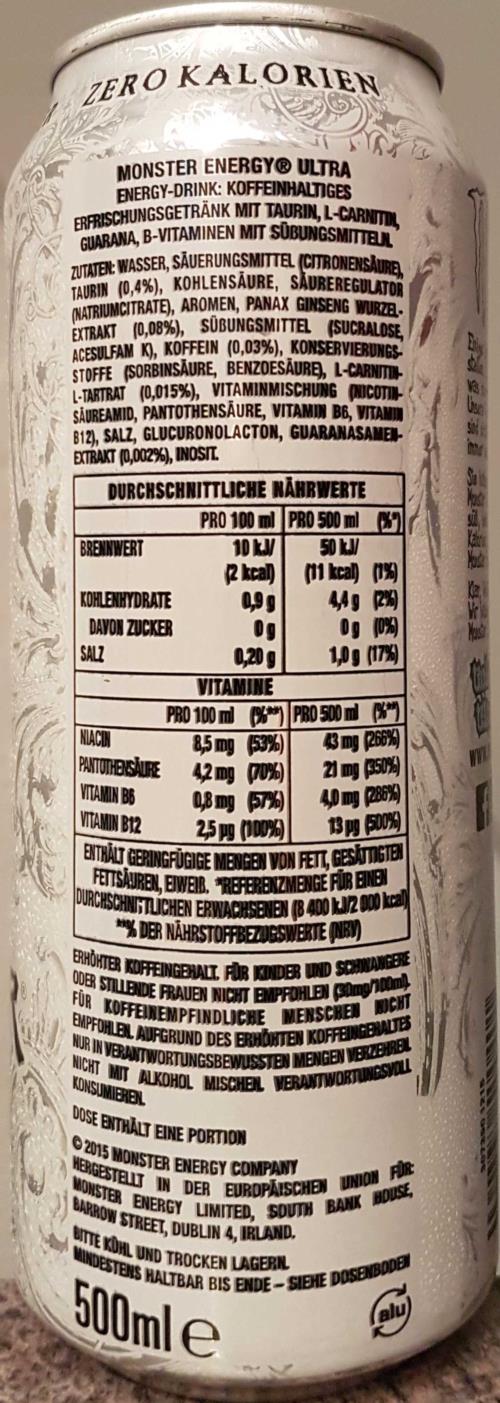 ZERO KALORIEN
MONSTER ENERGY® ULTRA
ENERGY-DRINK: KOFFEINHALTIGES
ERFRISCHUNGSGETRÄNK MIT TAURIN, L-CARNITIN,
GUARANA, B-VITAMINEN MIT SÜBUNGSMITTELN.
ZUTATEN: WASSER, SÄUERUNGSMITTEL (CITRONENSÄURE),
TAURIN (0,4%), KOHLENSÄURE, SÄUREREGULATOR
(NATRIUMCITRATE), AROMEN, PANAX GINSENG WURZEL-
EXTRAKT (0,08%), SÜBUNGSMITTEL (SUCRALOSE,
ACESULFAM K), KOFFEIN (0,03%), KONSERVIERUNGS-
STOFFE (SORBINSÄURE, BENZOESÄURE), L-CARNITIN-
L-TARTRAT (0,015%), VITAMINMISCHUNG (NICOTIN-
SÄUREAMID, PANTOTHENSÄURE, VITAMIN B6, VITAMIN
B12), SALZ, GLUCURONOLACTON, GUARANASAMEN-
EXTRAKT (0,002%), INOSIT.
DURCHSCHNITTLICHE NÄHRWERTE
PRO 100 ml PRO 500 ml (%*)
BRENNWERT 10 kJ/ 50 kJ/
(2 kcal) (11 kcal) (1%)
KOHLENHYDRATE 0,9 g 4,4 g (2%)
DAVON ZUCKER 0 g 0 g (0%)
SALZ 0,20 g 1,0 g (17%)
VITAMINE
PRO 100 ml (%**) PRO 500 ml (%**)
NIACIN 8,5 mg (53%) 43 mg (266%)
PANTOTHENSÄURE 4,2 mg (70%) 21 mg (350%)
VITAMIN B6 0,8 mg (57%) 4,0 mg (286%)
VITAMIN B12 2,5 µg (100%) 13 µg (500%)
ENTHÄLT GERINGFÜGIGE MENGEN VON FETT, GESÄTTIGTEN
FETTSÄUREN, EIWEIB. *REFERENZMENGE FÜR EINEN
DURCHSCHNITTLICHEN ERWACHSENEN (8 400 kJ/2 000 kcal)
**% DER NÄHRSTOFFBEZUGSWERTE (NRV)
ERHÖHTER KOFFEINGEHALT. FÜR KINDER UND SCHWANGERE
ODER STILLENDE FRAUEN NICHT EMPFOHLEN (30mg/100ml).
FÜR KOFFEINEMPFINDLICHE MENSCHEN NICHT
EMPFOHLEN. AUFGRUND DES ERHÖHTEN KOFFEINGEHALTES
NUR IN VERANTWORTUNGSBEWUSSTEN MENGEN VERZEHREN.
NICHT MIT ALKOHOL MISCHEN. VERANTWORTUNGSVOLL
KONSUMIEREN.
DOSE ENTHÄLT EINE PORTION
© 2015 MONSTER ENERGY COMPANY
HERGESTELLT IN DER EUROPÄISCHEN UNION FÜR:
MONSTER ENERGY LIMITED, SOUTH BANK HOUSE,
BARROW STREET, DUBLIN 4, IRLAND.
BITTE KÜHL UND TROCKEN LAGERN.
MINDESTENS HALTBAR BIS ENDE – SIEHE DOSENBODEN
500ml e
alu